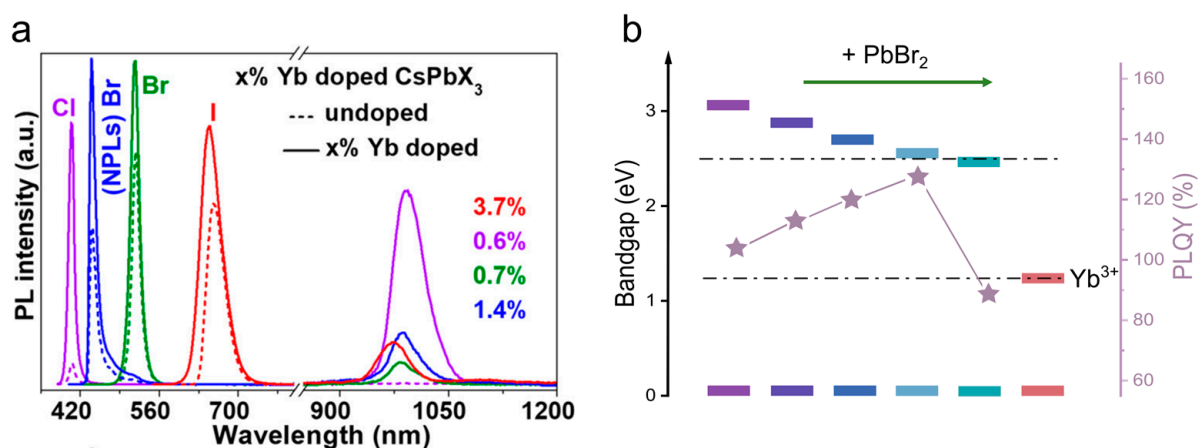 a
x% Yb doped CsPbX₃
undoped
x% Yb doped
Cl
(NPLs) Br
Br
I
3.7%
0.6%
0.7%
1.4%
PL intensity (a.u.)
420 560 700 900 1050 1200
Wavelength (nm)
b
+ PbBr₂
Bandgap (eV)
3
2
1
0
Yb³⁺
PLQY (%)
160
140
120
100
80
60